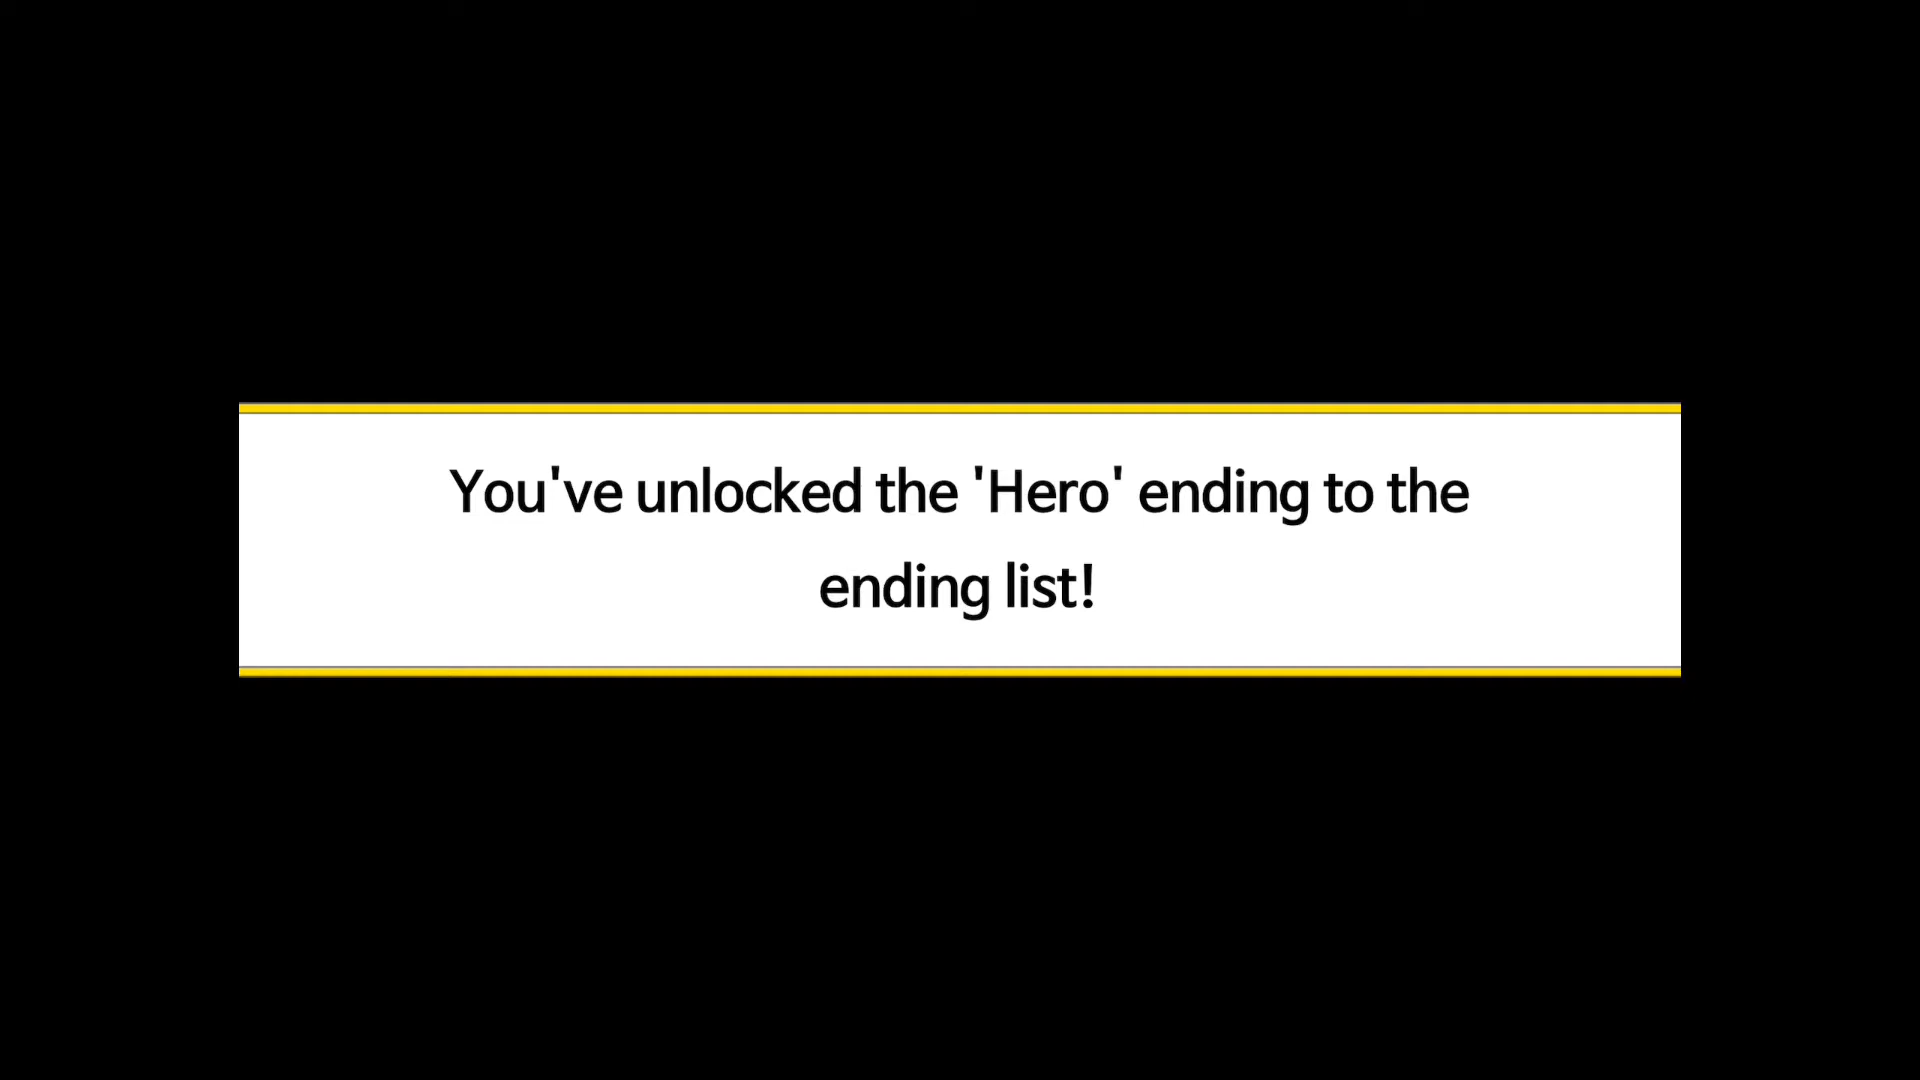 You've unlocked the 'Hero' ending to the
ending list!